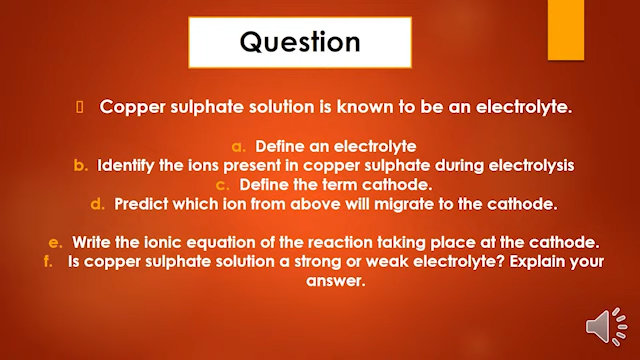 Question
Copper sulphate solution is known to be an electrolyte.
a. Define an electrolyte
b. Identify the ions present in copper sulphate during electrolysis
c. Define the term cathode.
d. Predict which ion from above will migrate to the cathode.
e. Write the ionic equation of the reaction taking place at the cathode.
f. Is copper sulphate solution a strong or weak electrolyte? Explain your
answer.